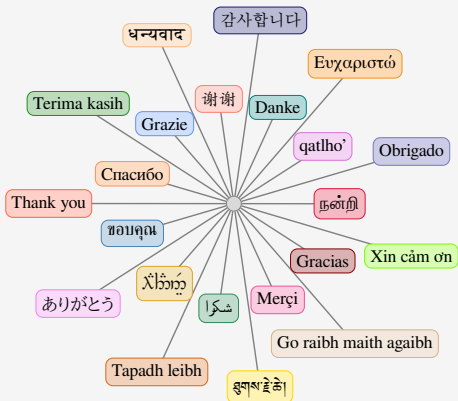 감사합니다
धन्यवाद
Ευχαριστώ
谢谢
Terima kasih
Danke
Grazie
qatlho’
Obrigado
Спасибо
Thank you
நன்றி
ขอบคุณ
Xin cảm ơn
Gracias
ありがとう
Merçi
شكرا
Go raibh maith agaibh
Tapadh leibh
ཐུགས་རྗེ་ཆེ།